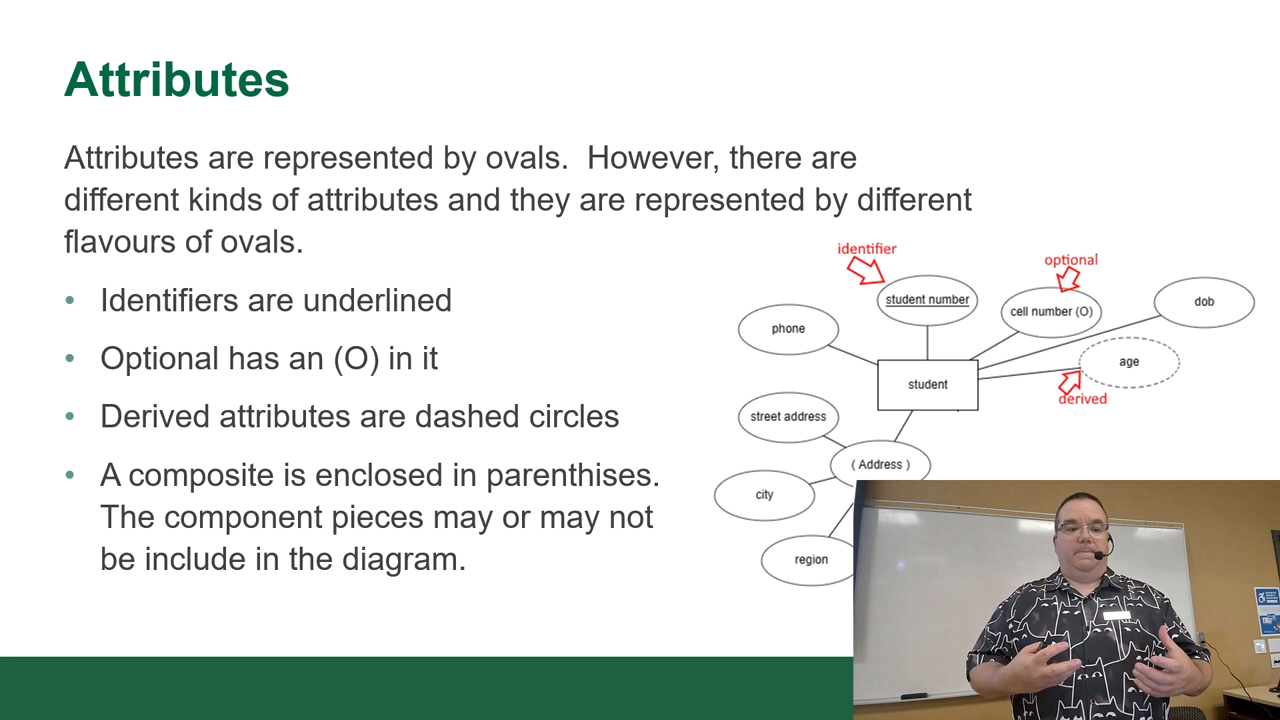 Attributes
Attributes are represented by ovals.  However, there are
different kinds of attributes and they are represented by different
flavours of ovals.
• Identifiers are underlined
• Optional has an (O) in it
• Derived attributes are dashed circles
• A composite is enclosed in parenthises.
The component pieces may or may not
be include in the diagram.
identifier
optional
student number
cell number (O)
dob
phone
age
student
derived
street address
( Address )
city
region